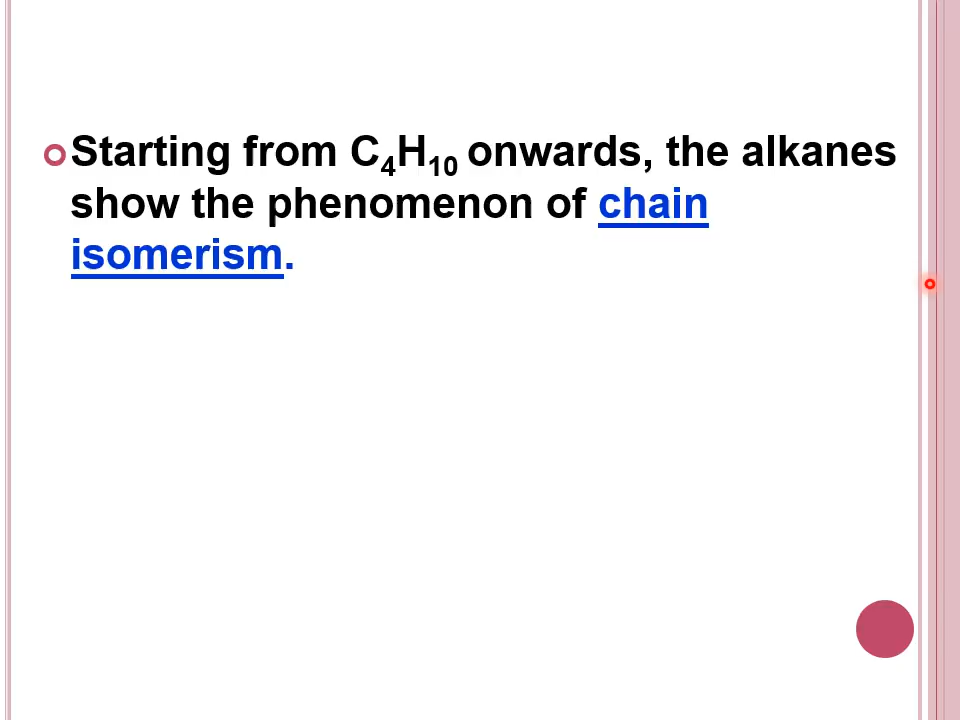 Starting from C₄H₁₀ onwards, the alkanes
show the phenomenon of chain
isomerism.